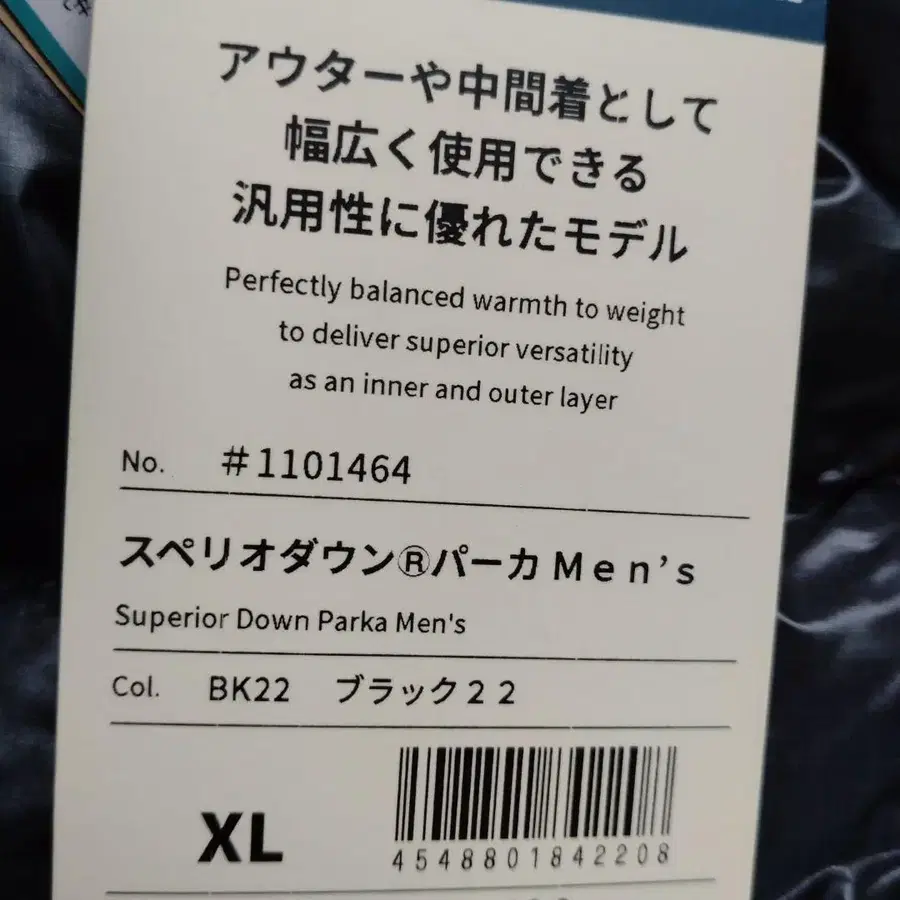 アウターや中間着として
幅広く使用できる
汎用性に優れたモデル
Perfectly balanced warmth to weight
to deliver superior versatility
as an inner and outer layer
No. #1101464
スペリオダウン®パーカ Men's
Superior Down Parka Men's
Col. BK22 ブラック22
XL
4548801842208